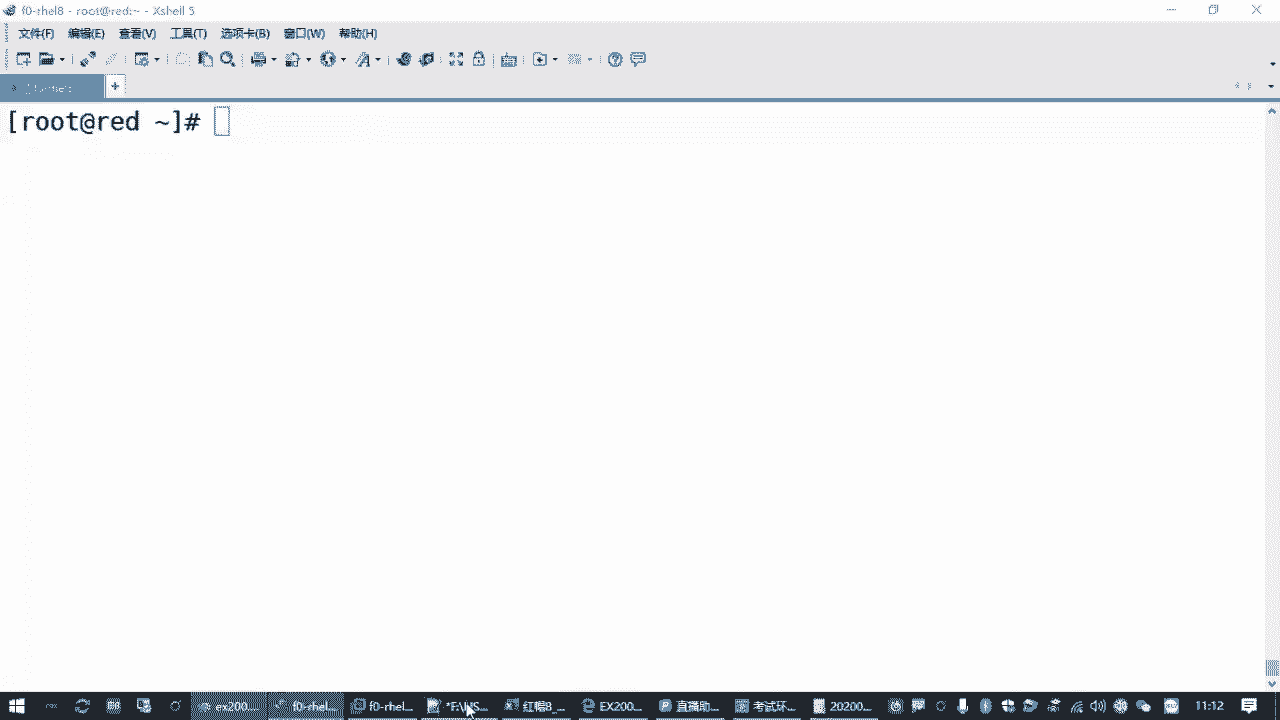 f0-rhel8 - root@red:~ - Xshell 5
文件(F) 编辑(E) 查看(V) 工具(T) 选项卡(B) 窗口(W) 帮助(H)
[root@red ~]#
ex200... f0-rhel... f0-rhel... 红帽8_... EX200... 直播助... 考试环... 20200... 11:12